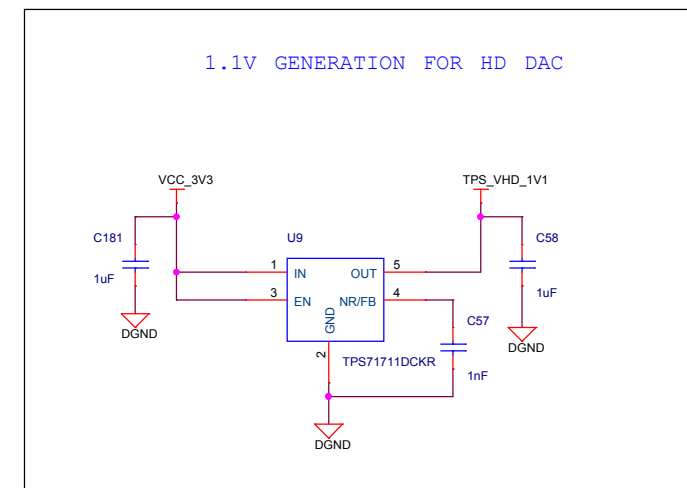 1.1V GENERATION FOR HD DAC
VCC_3V3
TPS_VHD_1V1
C181
1uF
DGND
U9
1
IN
OUT
5
3
EN
NR/FB
4
GND
2
TPS71711DCKR
C57
1nF
DGND
C58
1uF
DGND